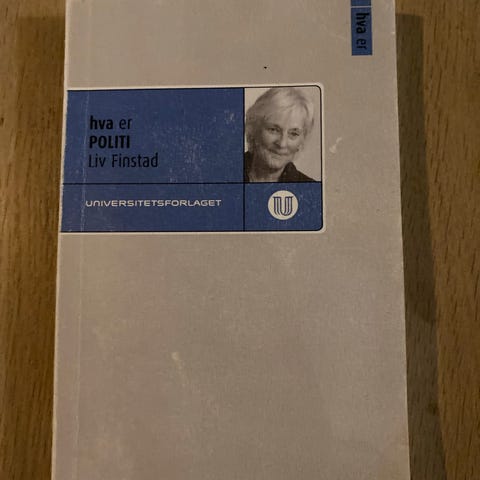 hva er
hva er
POLITI
Liv Finstad
UNIVERSITETSFORLAGET
U